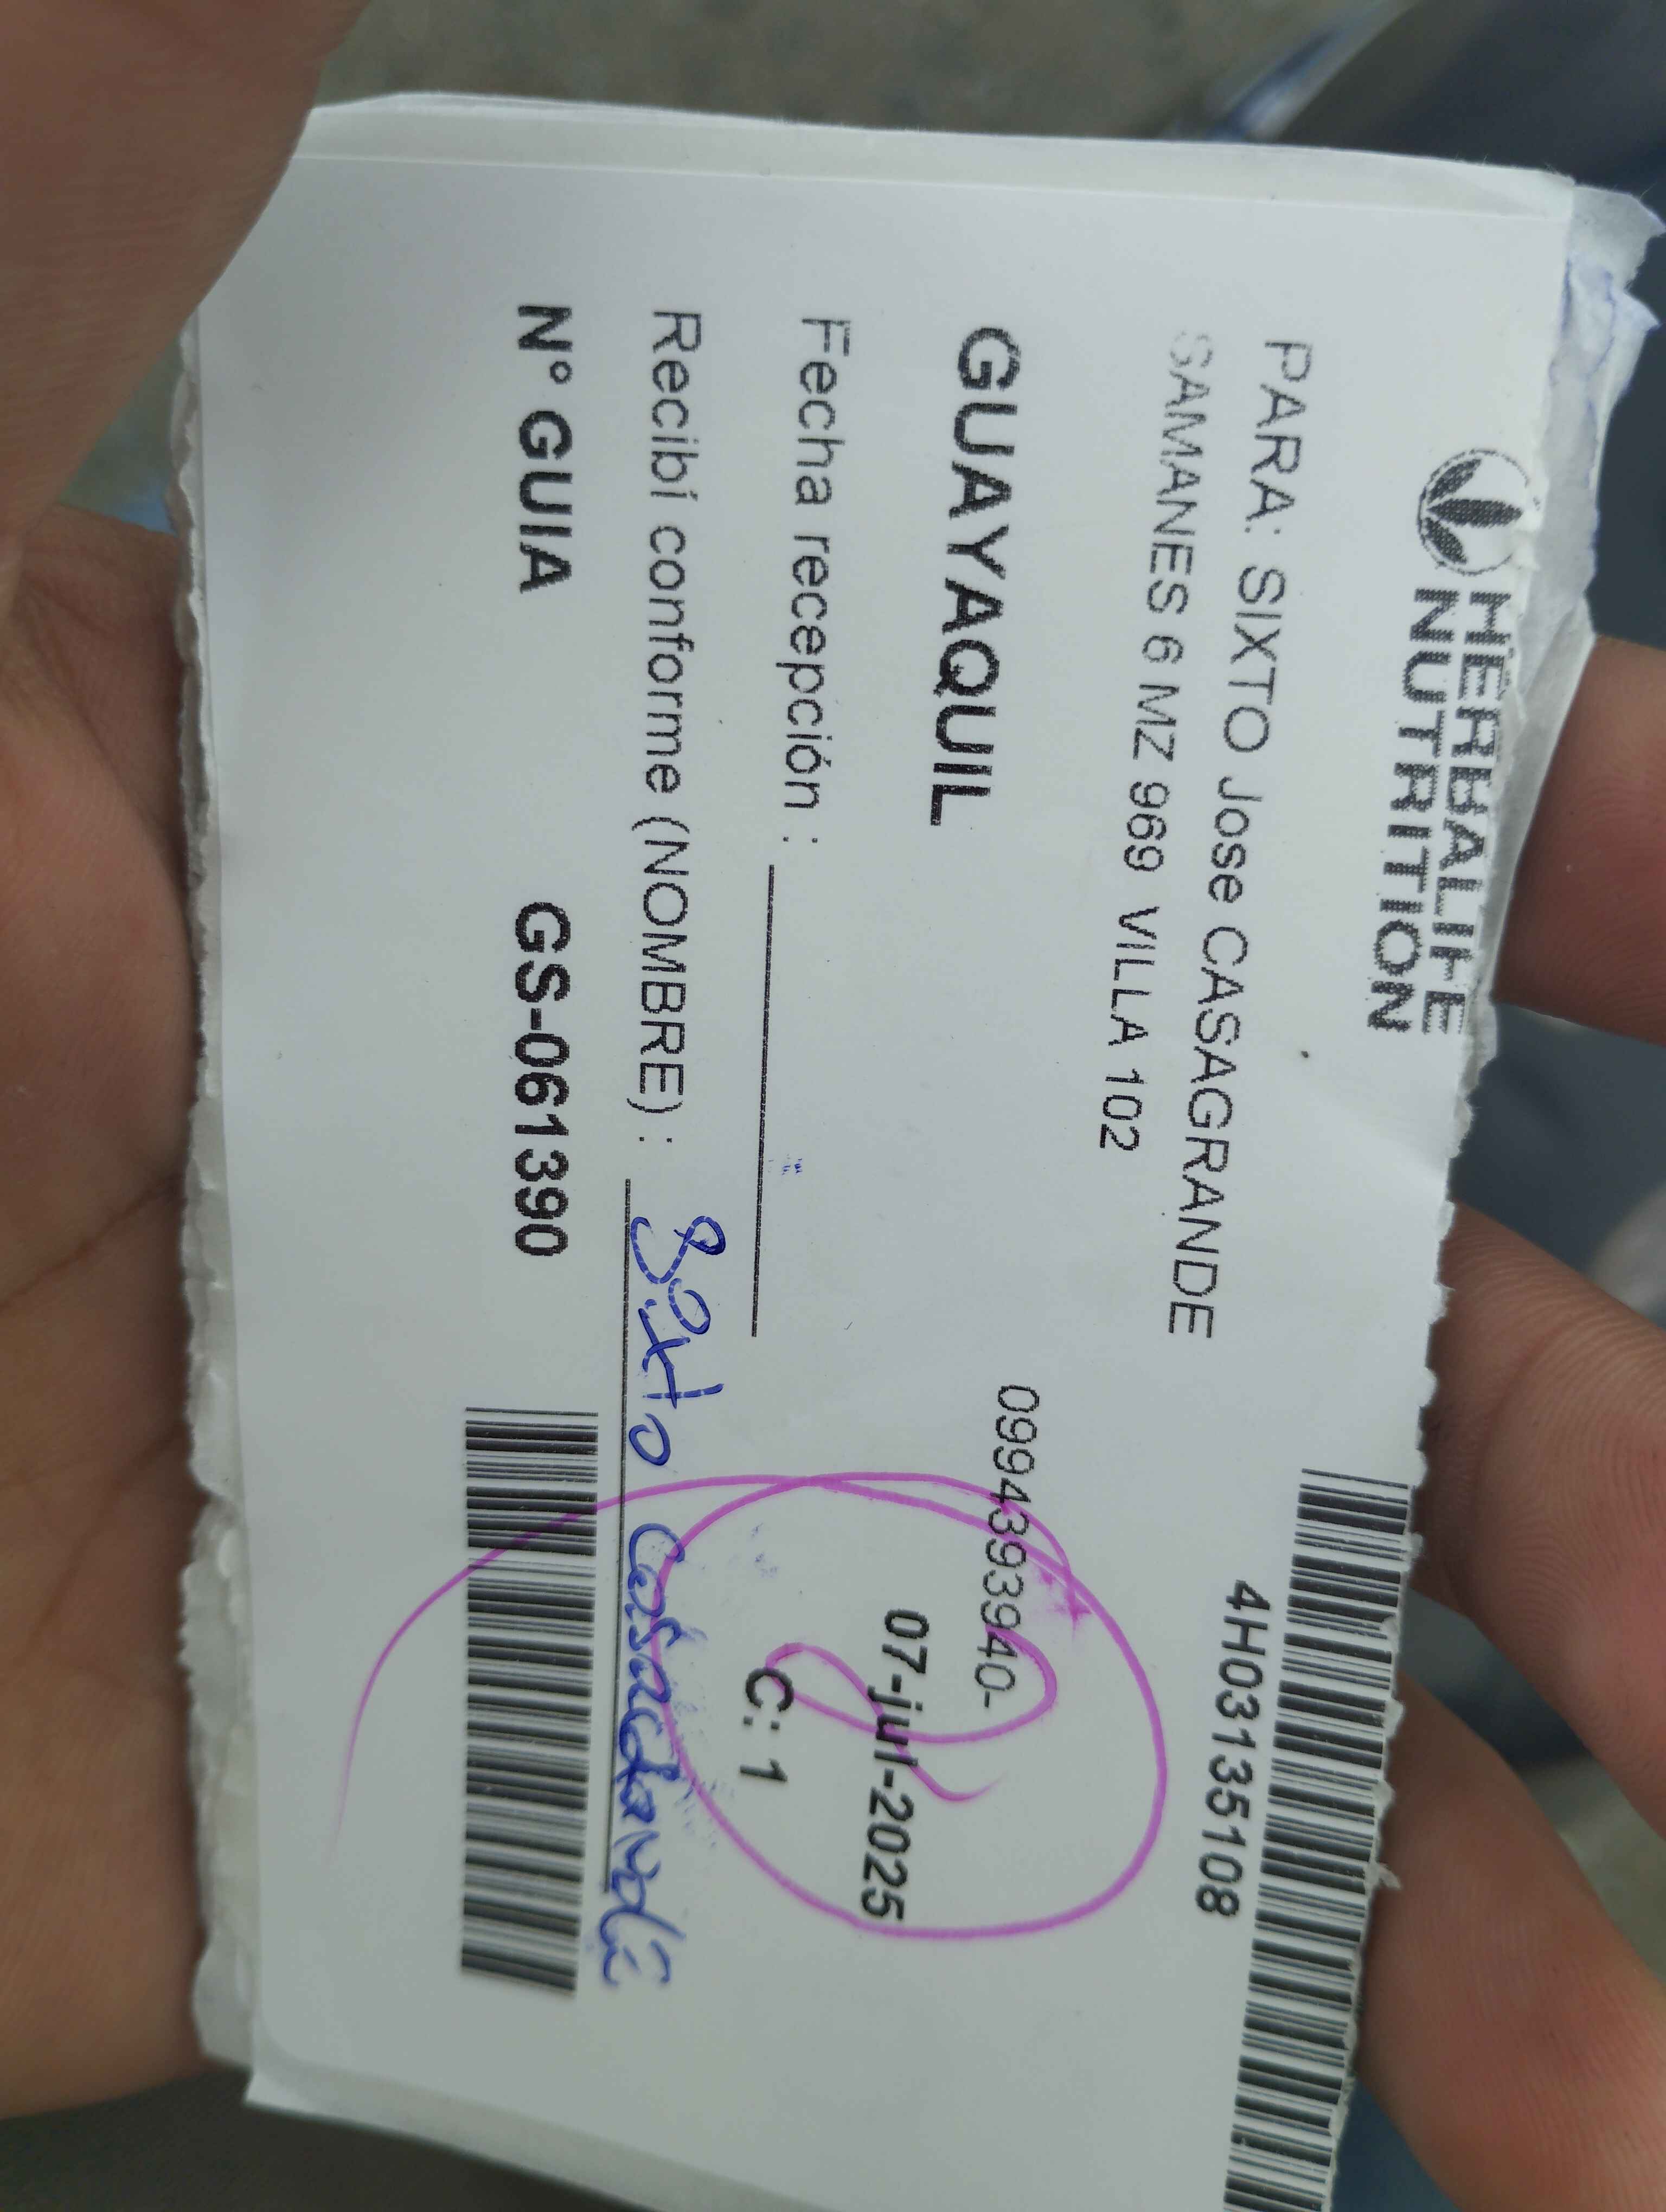 HERBALIFE
NUTRITION
4H03135108
PARA: SIXTO Jose CASAGRANDE
SAMANES 6 MZ 969 VILLA 102
0994393940-
GUAYAQUIL
07-jul-2025
Fecha recepción :
C: 1
Recibí conforme (NOMBRE) : Sixto Casagrande
N° GUIA GS-061390